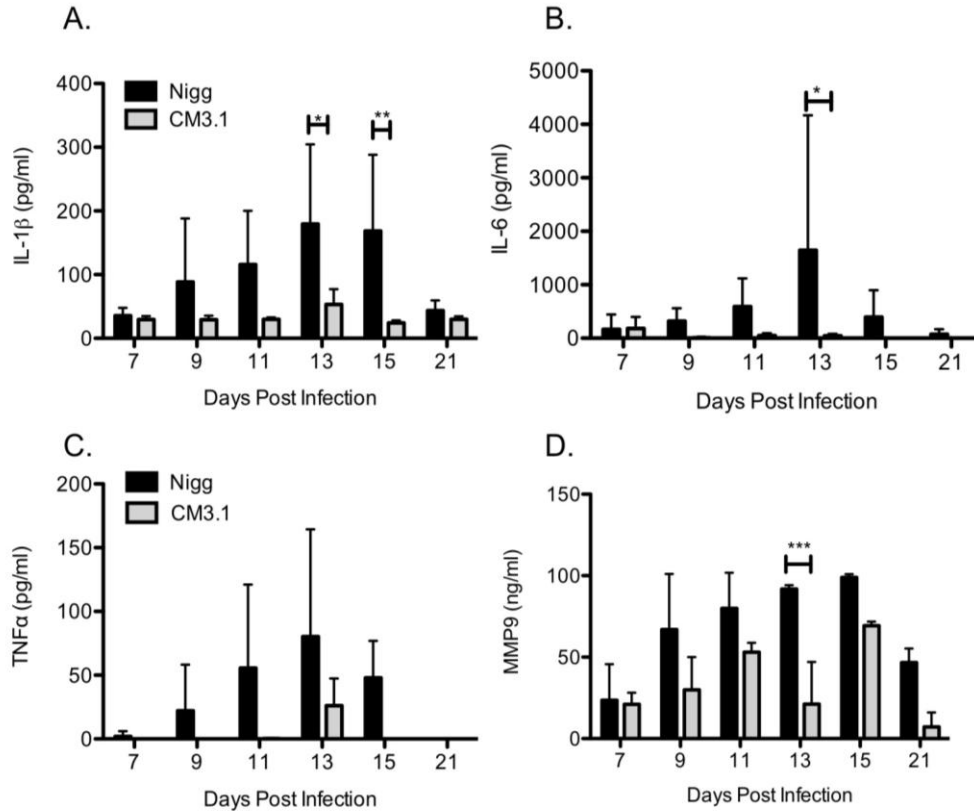 A.
400
300
200
100
0
IL-1β (pg/ml)
Nigg
CM3.1
*
**
7 9 11 13 15 21
Days Post Infection
B.
5000
4000
3000
2000
1000
0
IL-6 (pg/ml)
*
7 9 11 13 15 21
Days Post Infection
C.
200
150
100
50
0
TNFα (pg/ml)
Nigg
CM3.1
7 9 11 13 15 21
Days Post Infection
D.
150
100
50
0
MMP9 (ng/ml)
***
7 9 11 13 15 21
Days Post Infection